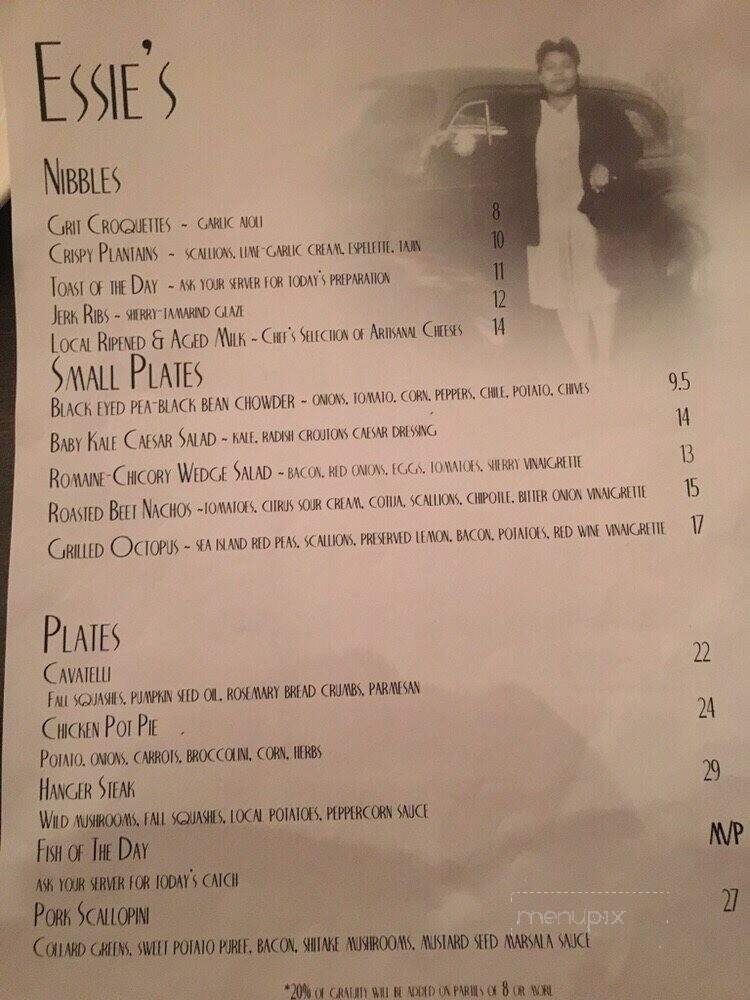 Essie's
Nibbles
Grit Croquettes ~ garlic aioli 8
Crispy Plantains ~ scallions, lime-garlic cream, espelette, tajin 10
Toast of the Day ~ ask your server for today's preparation 11
Jerk Ribs ~ sherry-tamarind glaze 12
Local Ripened & Aged Milk ~ Chef's Selection of Artisanal Cheeses 14
Small Plates
Black eyed pea-black bean chowder ~ onions, tomato, corn, peppers, chile, potato, chives 9.5
Baby Kale Caesar Salad ~ kale, radish croutons caesar dressing 14
Romaine-Chicory Wedge Salad ~ bacon, red onions, eggs, tomatoes, sherry vinaigrette 13
Roasted Beet Nachos ~tomatoes, citrus sour cream, cotija, scallions, chipotle, bitter onion vinaigrette 15
Grilled Octopus ~ sea island red peas, scallions, preserved lemon, bacon, potatoes, red wine vinaigrette 17
Plates
Cavatelli 22
Fall squashes, pumpkin seed oil, rosemary bread crumbs, parmesan
Chicken Pot Pie 24
Potato, onions, carrots, broccolini, corn, herbs
Hanger Steak 29
Wild mushrooms, fall squashes, local potatoes, peppercorn sauce
Fish of The Day MVP
ask your server for today's catch
Pork Scallopini 27
Collard greens, sweet potato puree, bacon, shitake mushrooms, mustard seed marsala sauce
menupix
*20% of gratuity will be added on parties of 8 or more